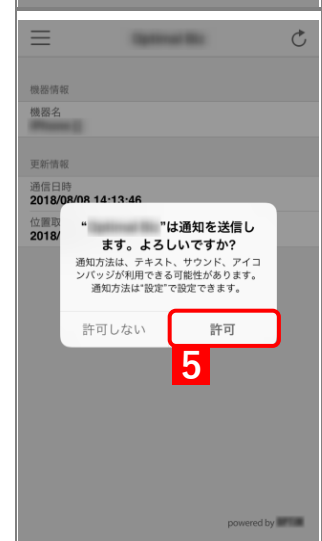 機器情報
機器名
更新情報
通信日時
2018/08/08 14:13:46
位置取
2018/
“ ”は通知を送信し
ます。よろしいですか?
通知方法は、テキスト、サウンド、アイコ
ンバッジが利用できる可能性があります。
通知方法は“設定”で設定できます。
許可しない
許可
5
powered by